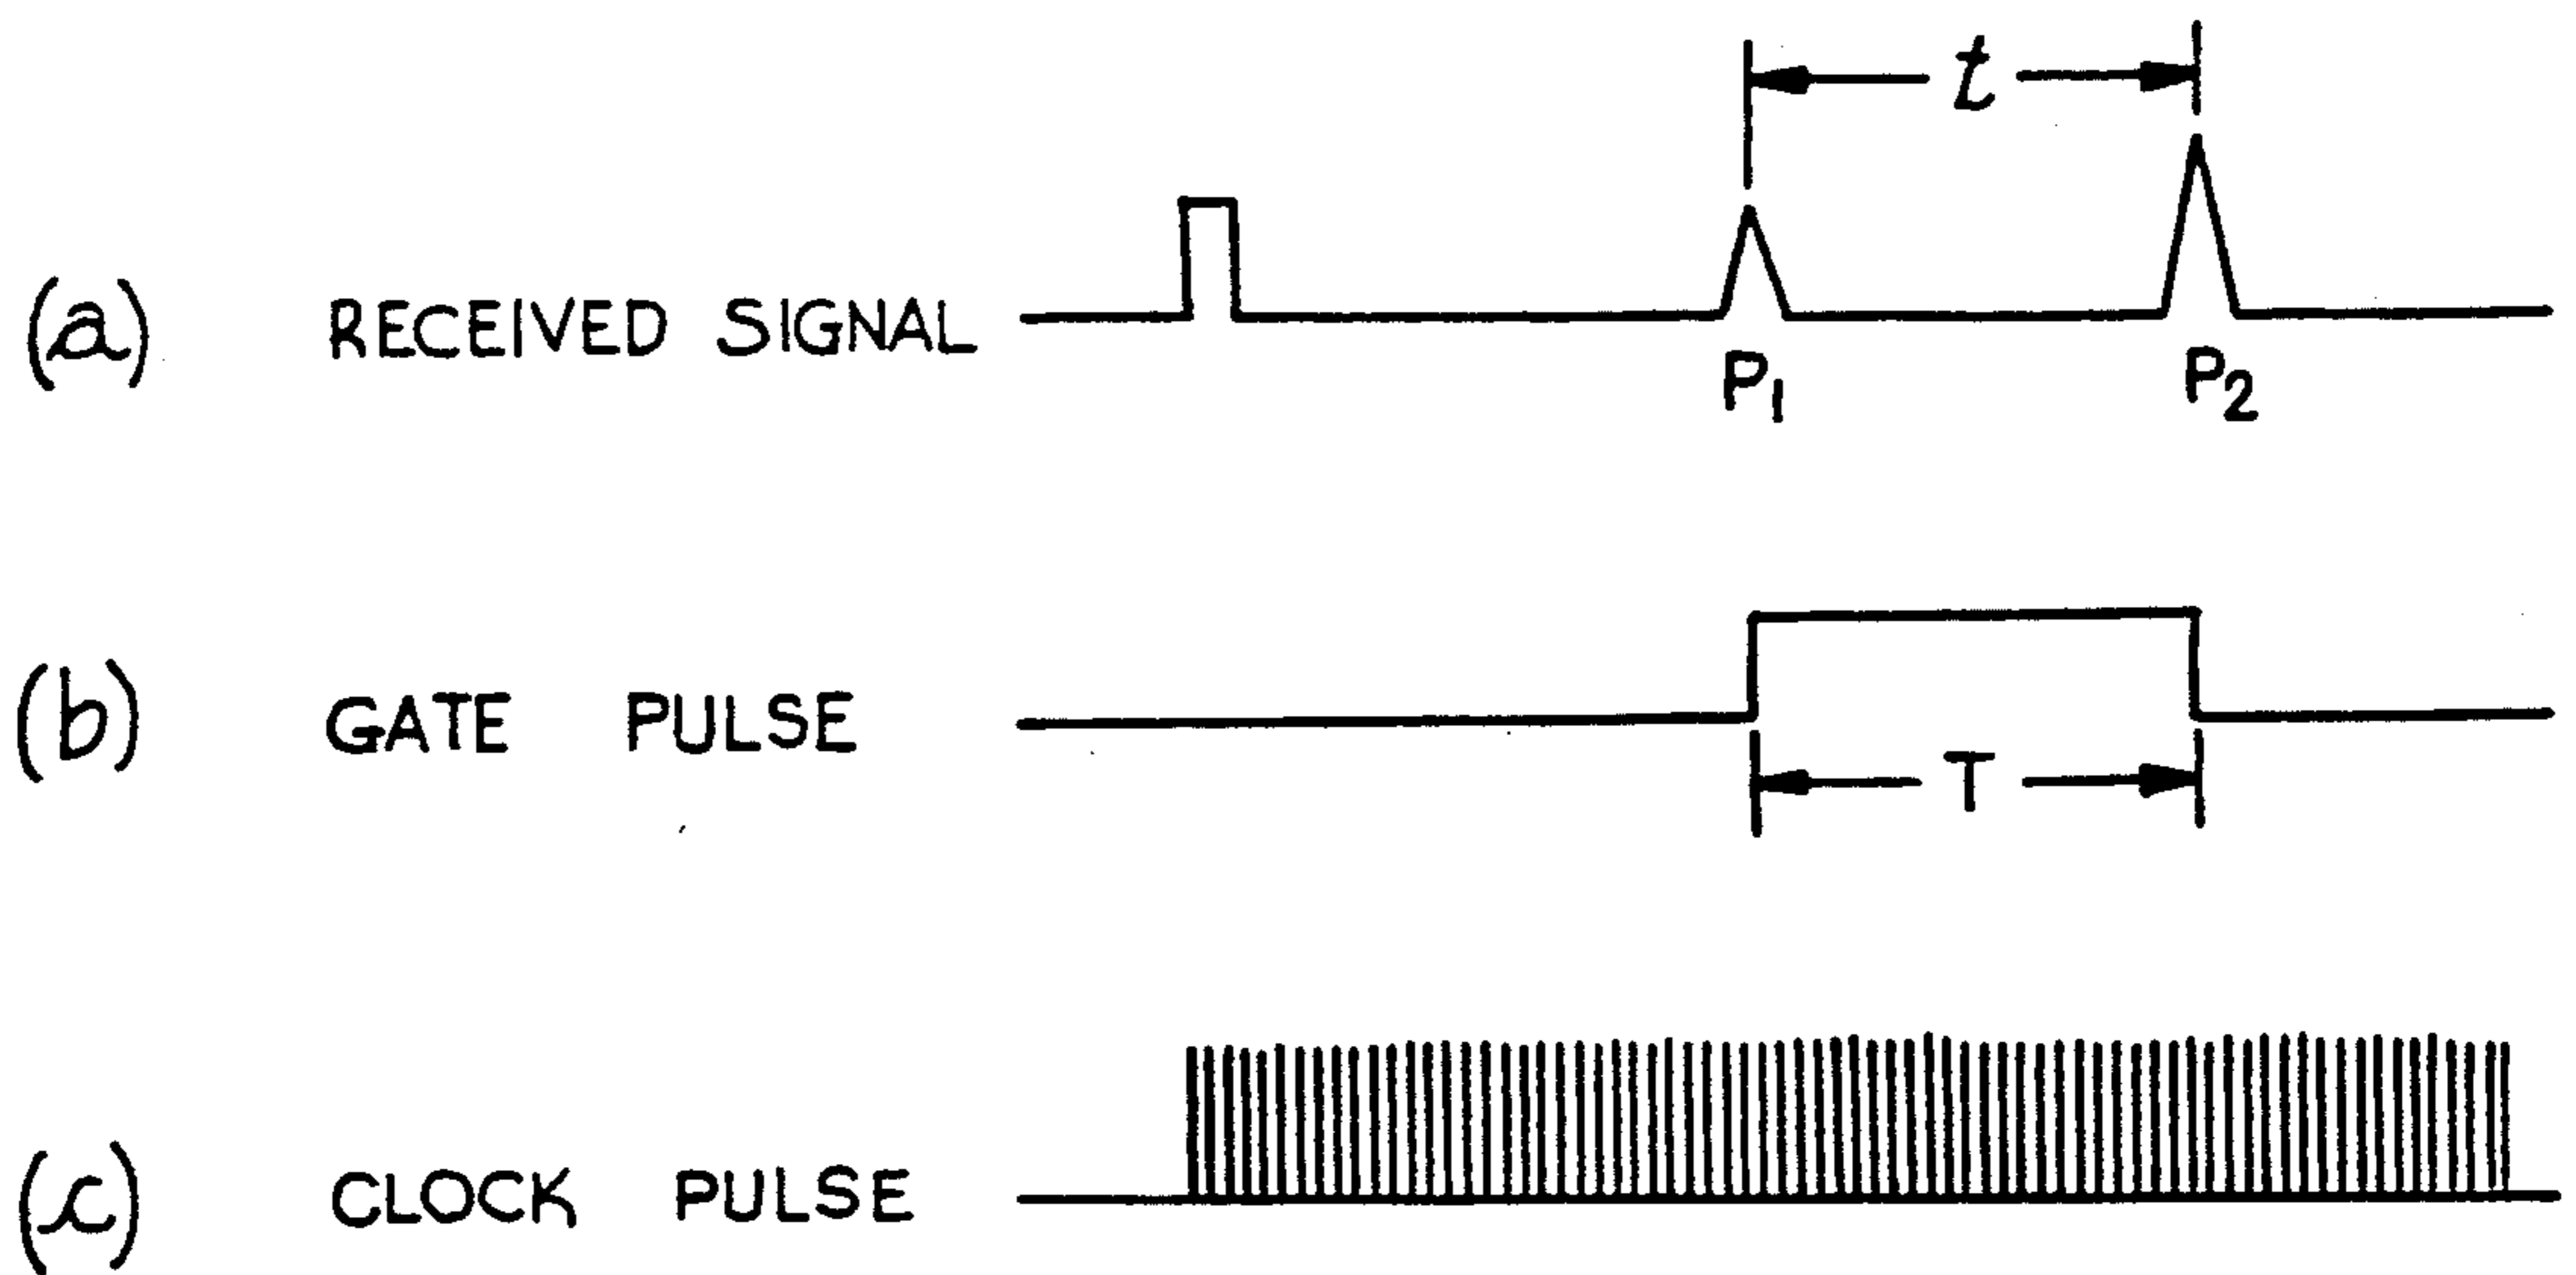 t
(a) RECEIVED SIGNAL
P1 P2
(b) GATE PULSE
T
(c) CLOCK PULSE